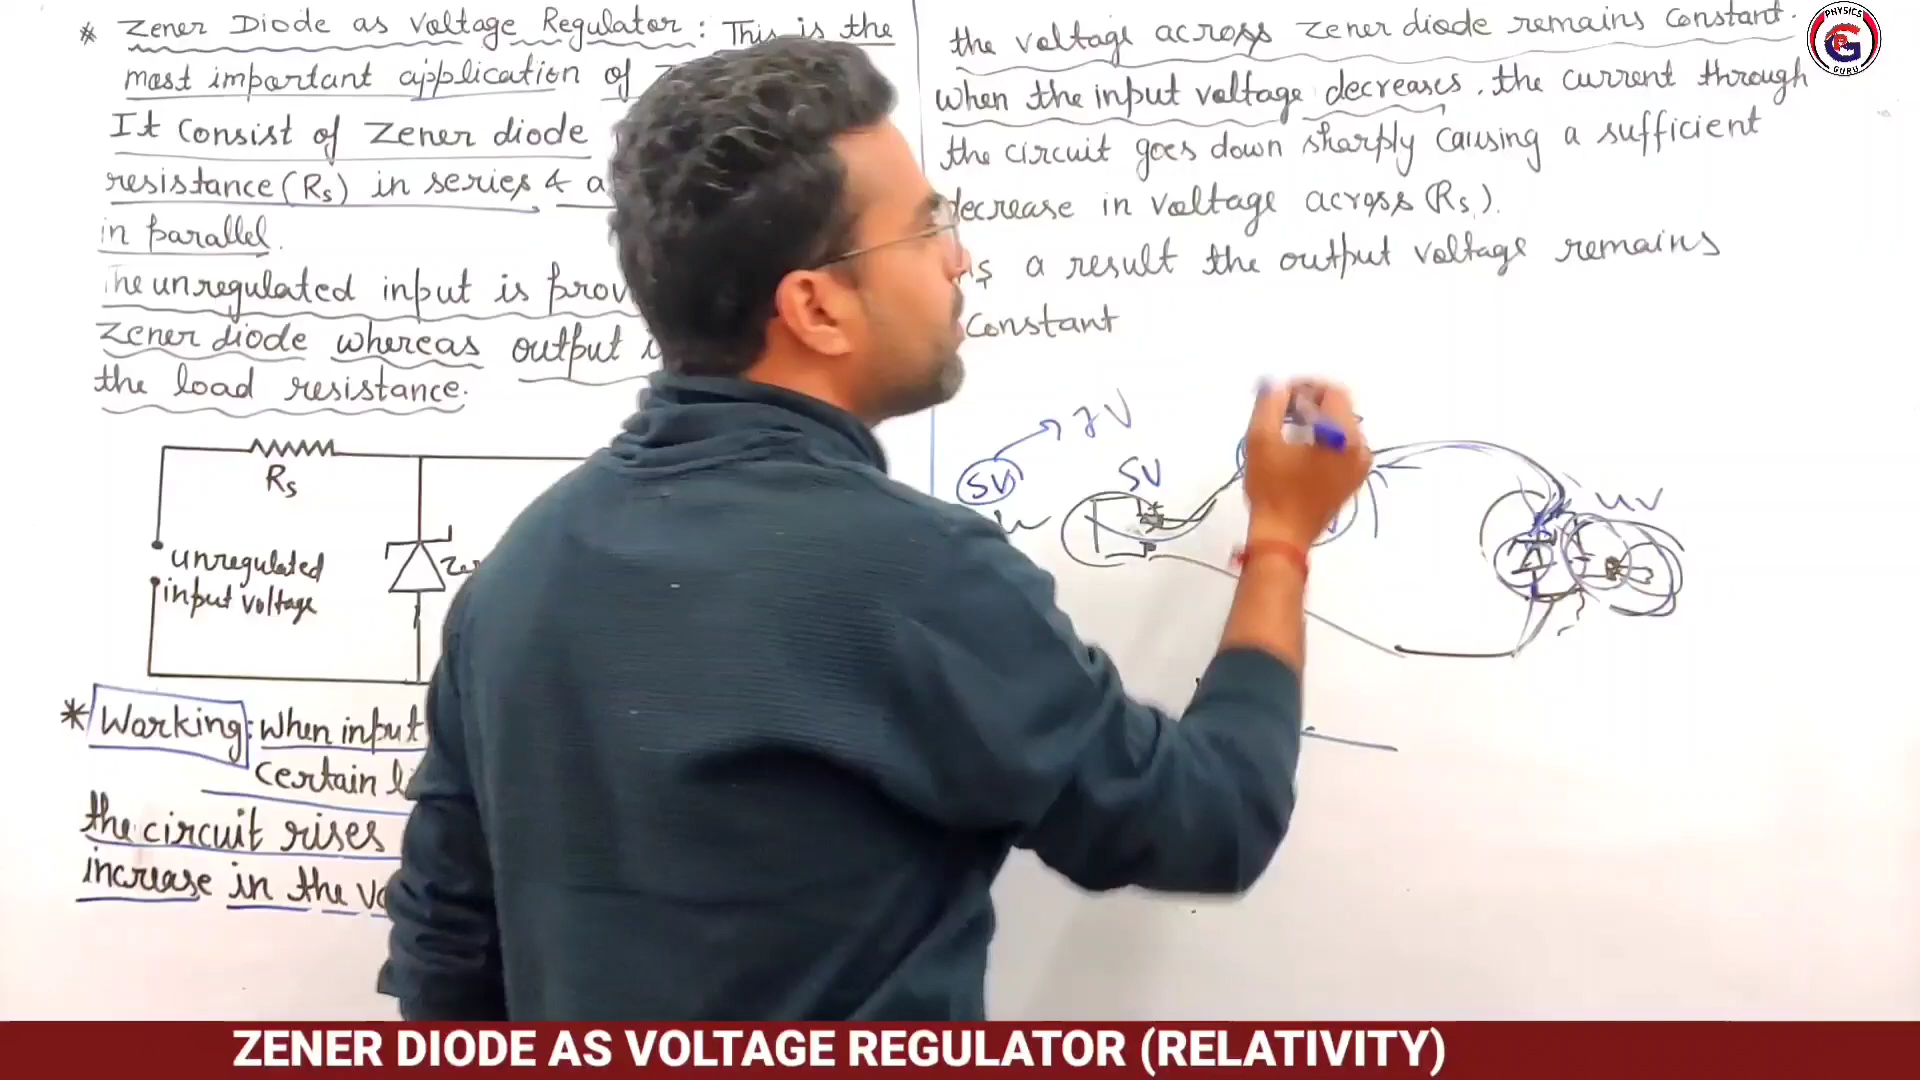 * Zener Diode as Voltage Regulator: This is the
most important application of
It consist of zener diode
resistance (Rs) in series & a
in parallel.
The unregulated input is prov
zener diode whereas output i
the load resistance.
Rs
unregulated
input voltage
Ze
* Working: When input
certain l
the circuit rises
increase in the vo
the voltage across zener diode remains constant.
When the input voltage decreases, the current through
the circuit goes down sharply causing a sufficient
decrease in voltage across (Rs).
a result the output voltage remains
Constant
5V
5V
PHYSICS
GURU
ZENER DIODE AS VOLTAGE REGULATOR (RELATIVITY)